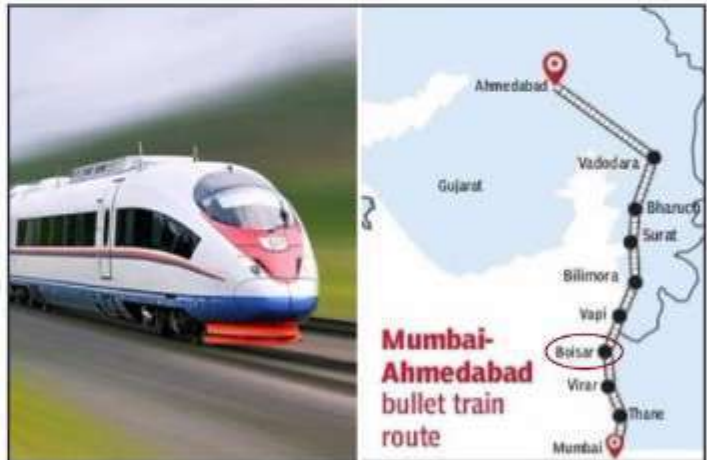 Ahmedabad
Vadodara
Gujarat
Bharuch
Surat
Bilimora
Vapi
Mumbai-
Ahmedabad
bullet train
route
Boisar
Virar
Thane
Mumbai